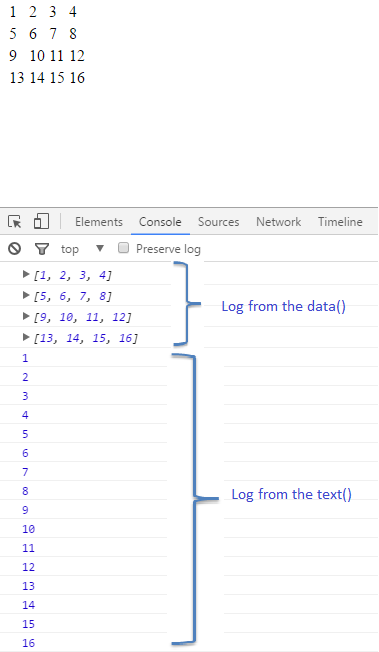 1 2 3 4
5 6 7 8
9 10 11 12
13 14 15 16
Elements Console Sources Network Timeline
top ▼ Preserve log
▶ [1, 2, 3, 4]
▶ [5, 6, 7, 8]
Log from the data()
▶ [9, 10, 11, 12]
▶ [13, 14, 15, 16]
1
2
3
4
5
6
7
8
Log from the text()
9
10
11
12
13
14
15
16